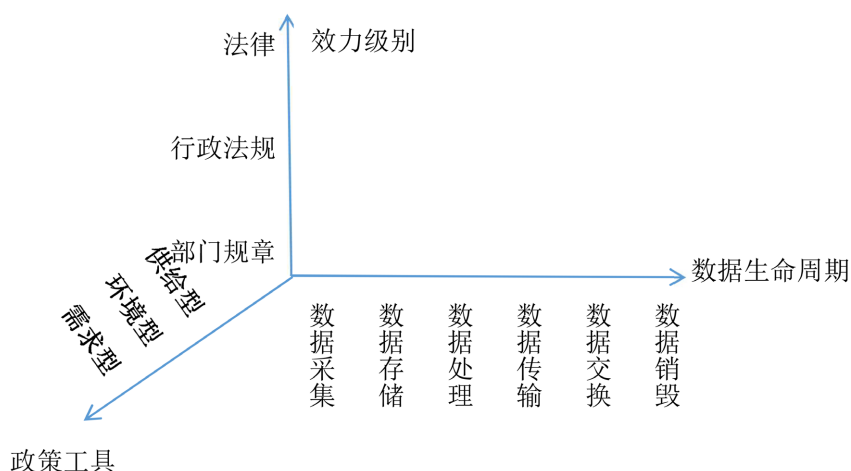 法律
效力级别
行政法规
部门规章
供给型
环境型
需求型
数据生命周期
数据采集
数据存储
数据处理
数据传输
数据交换
数据销毁
政策工具